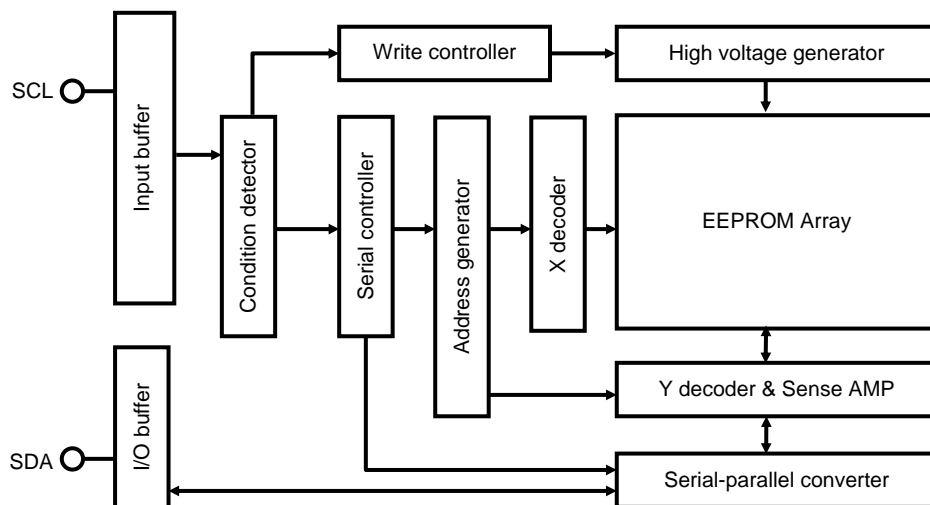 Write controller
High voltage generator
SCL
Input buffer
Condition detector
Serial controller
Address generator
X decoder
EEPROM Array
Y decoder & Sense AMP
SDA
I/O buffer
Serial-parallel converter